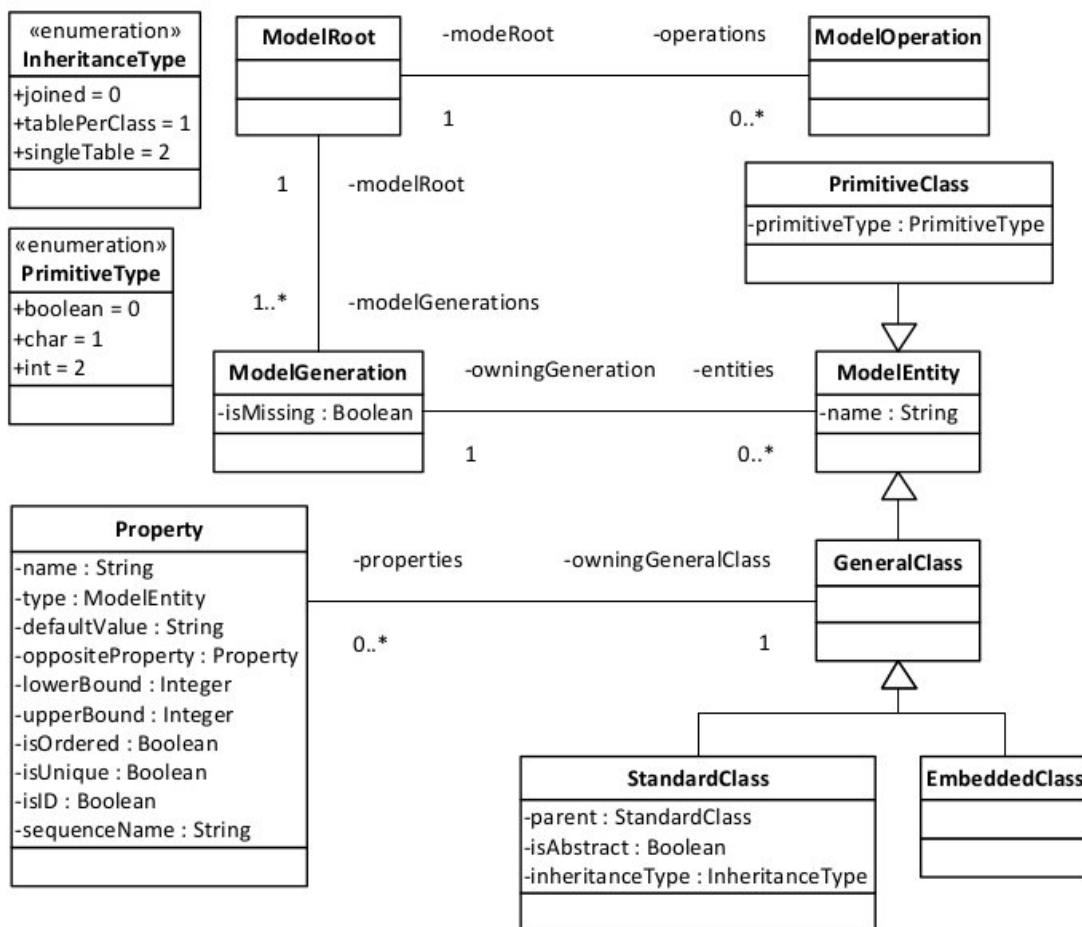 «enumeration»
InheritanceType
+joined = 0
+tablePerClass = 1
+singleTable = 2
ModelRoot
-modeRoot
-operations
1
0..*
ModelOperation
1
-modelRoot
1..*
-modelGenerations
«enumeration»
PrimitiveType
+boolean = 0
+char = 1
+int = 2
PrimitiveClass
-primitiveType : PrimitiveType
ModelGeneration
-isMissing : Boolean
-owningGeneration
-entities
1
0..*
ModelEntity
-name : String
Property
-name : String
-type : ModelEntity
-defaultValue : String
-oppositeProperty : Property
-lowerBound : Integer
-upperBound : Integer
-isOrdered : Boolean
-isUnique : Boolean
-isID : Boolean
-sequenceName : String
-properties
-owningGeneralClass
0..*
1
GeneralClass
StandardClass
-parent : StandardClass
-isAbstract : Boolean
-inheritanceType : InheritanceType
EmbeddedClass